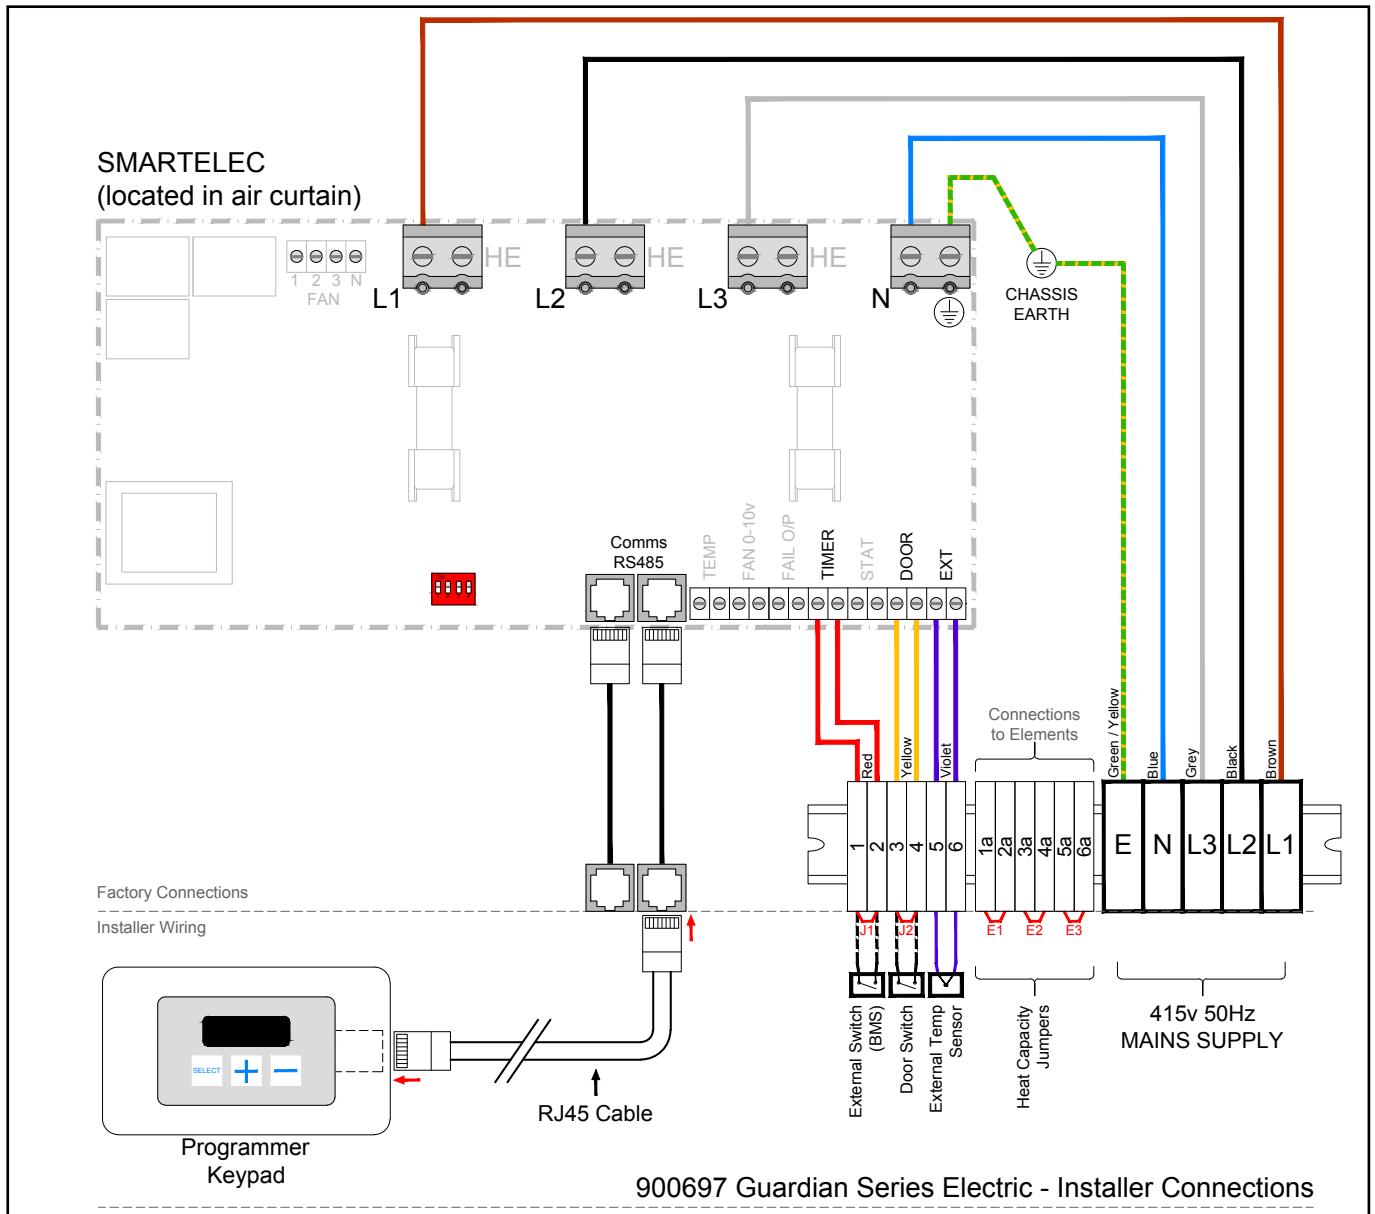 SMARTELEC
(located in air curtain)
1 2 3 N
FAN
L1
HE
L2
HE
L3
HE
N
CHASSIS
EARTH
Comms
RS485
TEMP
FAN 0-10v
FAIL O/P
TIMER
STAT
DOOR
EXT
Connections
to Elements
Red
Yellow
Violet
Green / Yellow
Blue
Grey
Black
Brown
1 2 3 4 5 6
1a 2a 3a 4a 5a 6a
E N L3 L2 L1
Factory Connections
Installer Wiring
J1 J2
E1 E2 E3
External Switch
(BMS)
Door Switch
External Temp
Sensor
Heat Capacity
Jumpers
415v 50Hz
MAINS SUPPLY
SELECT
RJ45 Cable
Programmer
Keypad
900697 Guardian Series Electric - Installer Connections